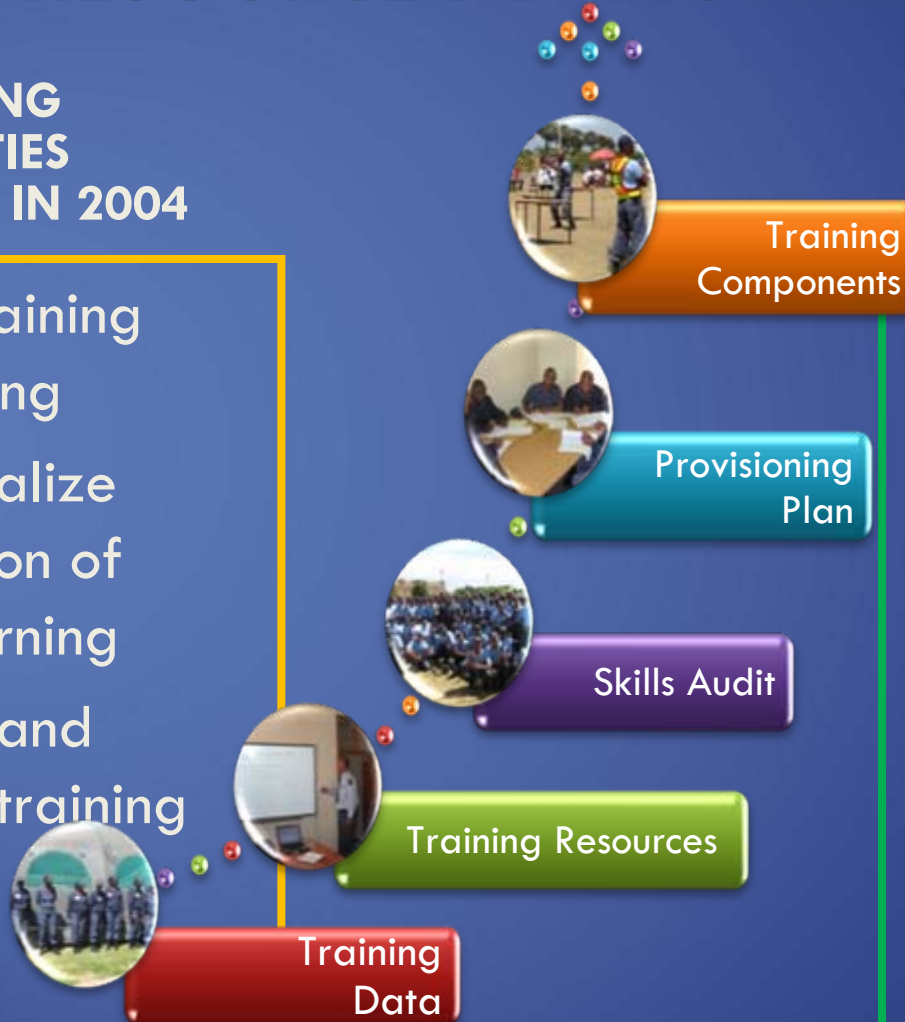 NG
TIES
IN 2004
aining
ng
alize
on of
rning
and
training
Training
Components
Provisioning
Plan
Skills Audit
Training Resources
Training
Data